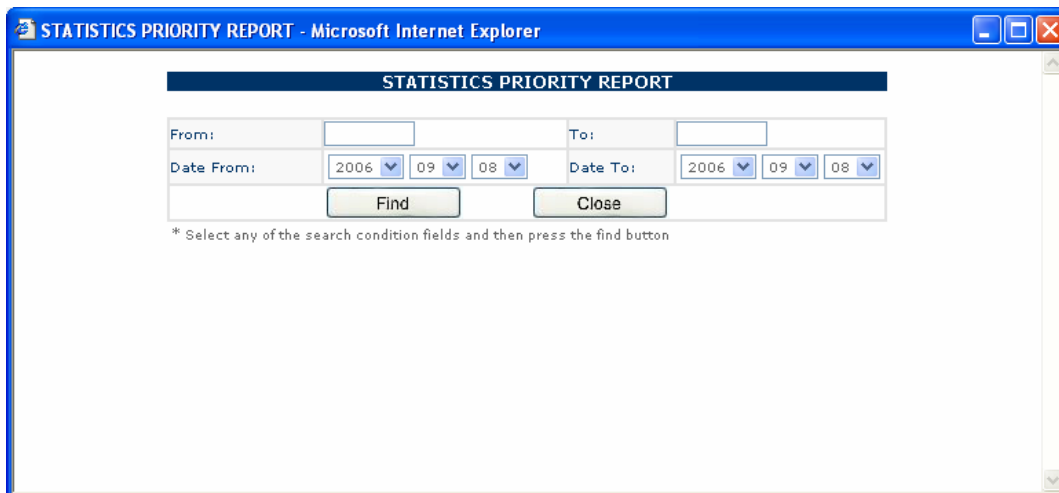 STATISTICS PRIORITY REPORT - Microsoft Internet Explorer
STATISTICS PRIORITY REPORT
From: To:
Date From: 2006 09 08 Date To: 2006 09 08
Find Close
* Select any of the search condition fields and then press the find button